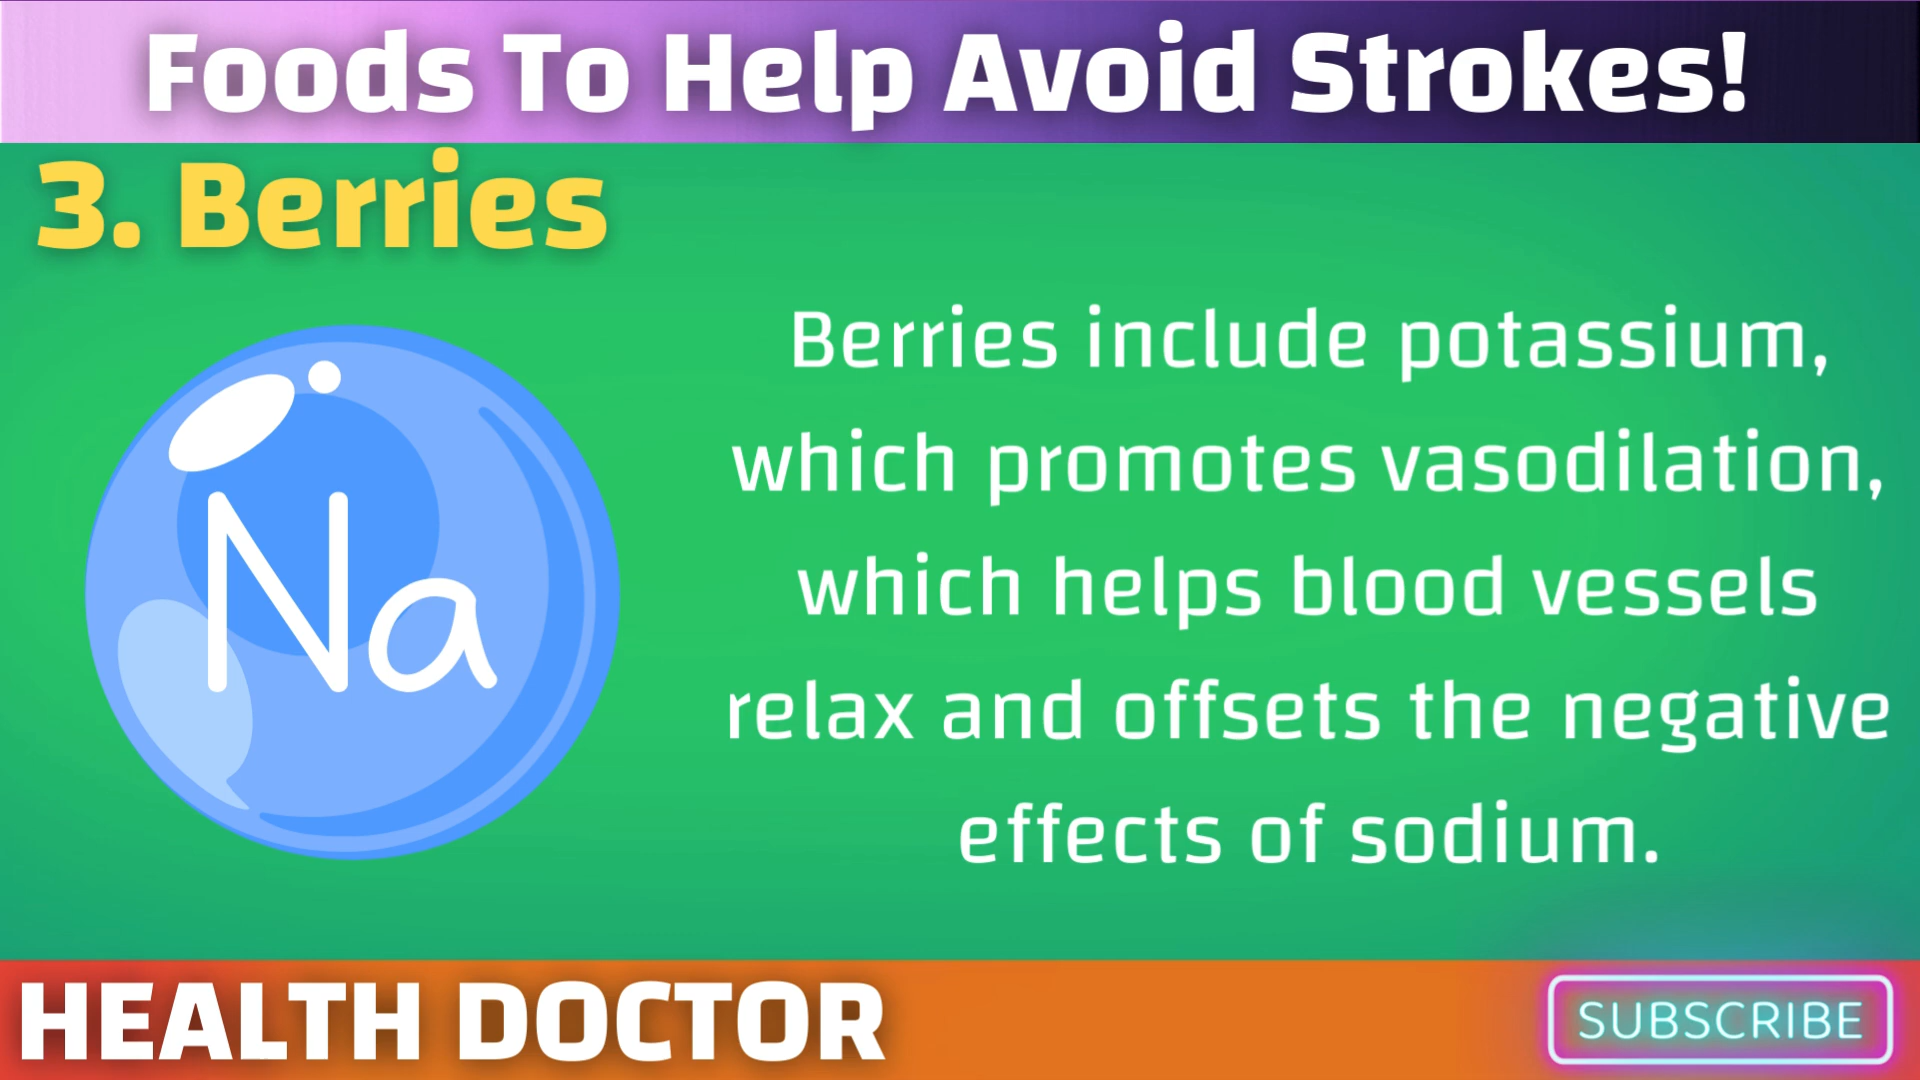 Foods To Help Avoid Strokes!
3. Berries
Na
Berries include potassium,
which promotes vasodilation,
which helps blood vessels
relax and offsets the negative
effects of sodium.
HEALTH DOCTOR
SUBSCRIBE